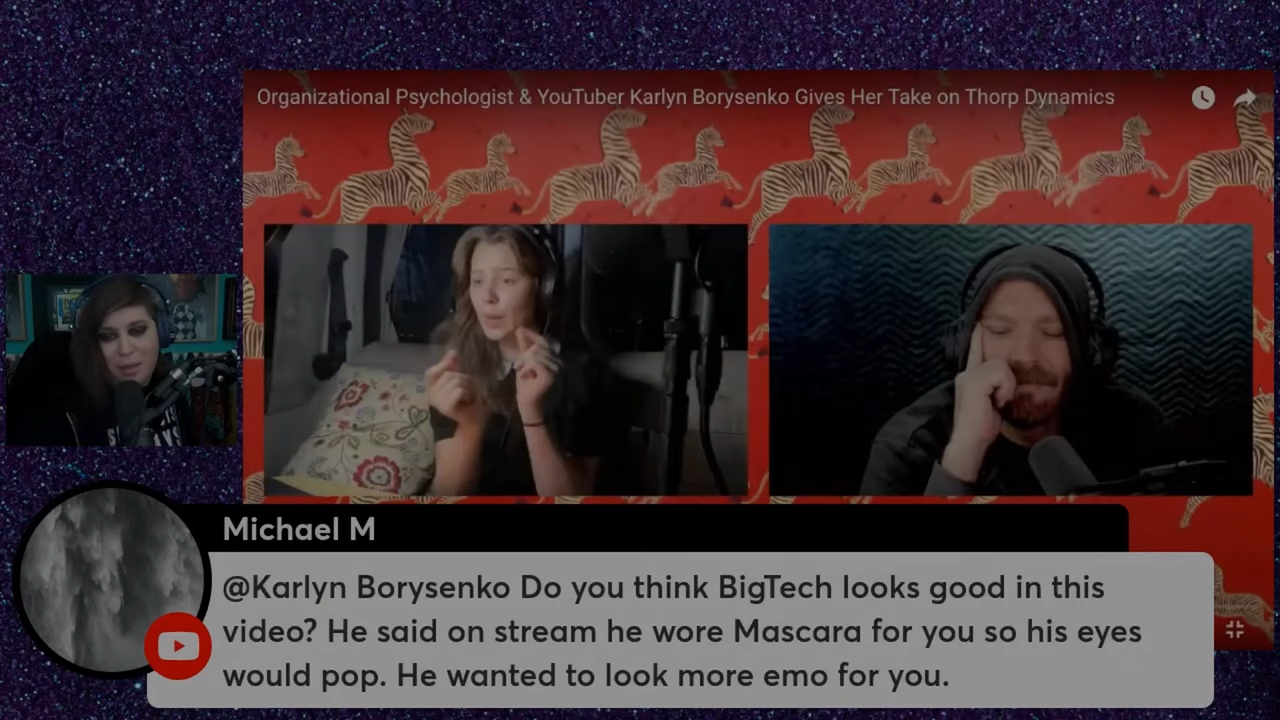 Organizational Psychologist & YouTuber Karlyn Borysenko Gives Her Take on Thorp Dynamics
Michael M
@Karlyn Borysenko Do you think BigTech looks good in this
video? He said on stream he wore Mascara for you so his eyes
would pop. He wanted to look more emo for you.